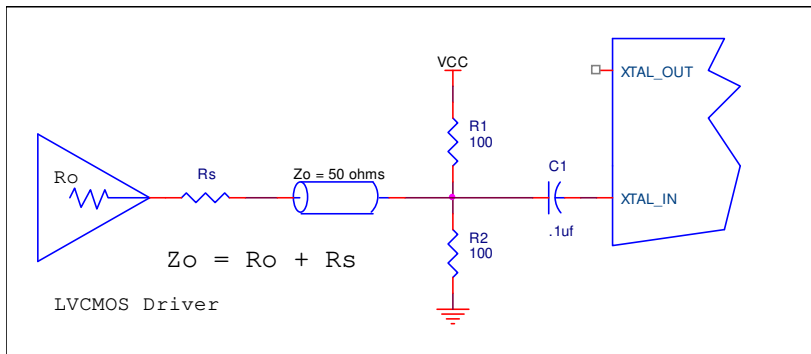 VCC
XTAL_OUT
R1
100
Ro
Rs
Zo = 50 ohms
C1
XTAL_IN
.1uf
R2
100
Zo = Ro + Rs
LVCMOS Driver